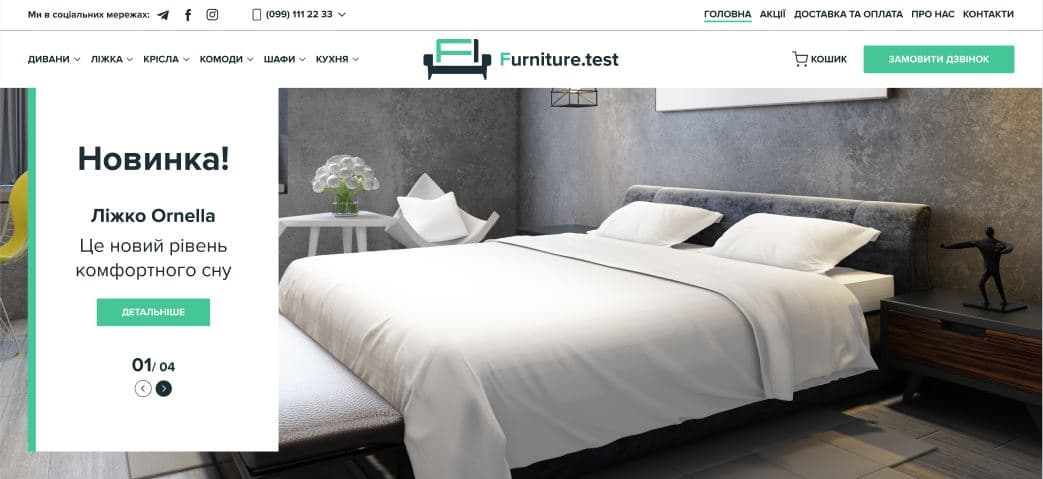 Ми в соціальних мережах:
(099) 111 22 33
ГОЛОВНА АКЦІЇ ДОСТАВКА ТА ОПЛАТА ПРО НАС КОНТАКТИ
ДИВАНИ ЛІЖКА КРІСЛА КОМОДИ ШАФИ КУХНЯ
Furniture.test
КОШИК
ЗАМОВИТИ ДЗВІНОК
Новинка!
Ліжко Ornella
Це новий рівень
комфортного сну
ДЕТАЛЬНІШЕ
01/ 04